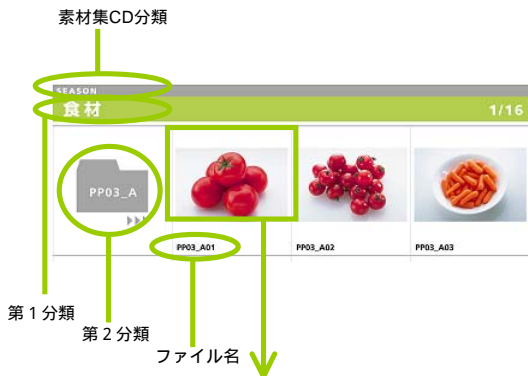 素材集CD分類
SEASON
食材 1/16
PP03_A
PP03_A01 PP03_A02 PP03_A03
第1分類
第2分類
ファイル名